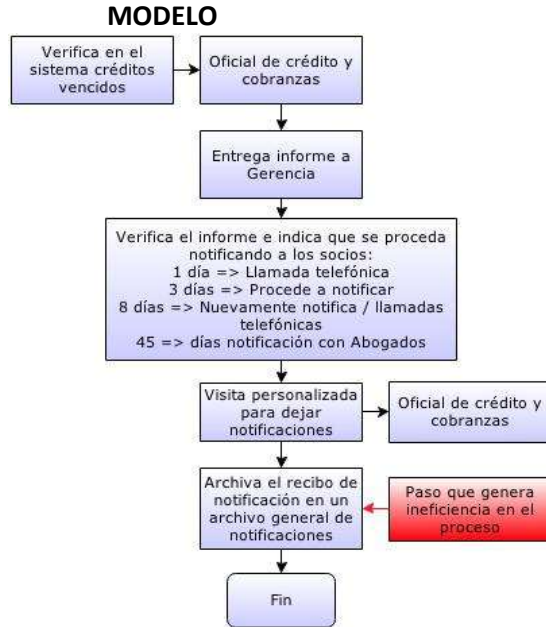 MODELO
Verifica en el
sistema créditos
vencidos
Oficial de crédito y
cobranzas
Entrega informe a
Gerencia
Verifica el informe e indica que se proceda
notificando a los socios:
1 día => Llamada telefónica
3 días => Procede a notificar
8 días => Nuevamente notifica / llamadas
telefónicas
45 => días notificación con Abogados
Visita personalizada
para dejar
notificaciones
Oficial de crédito y
cobranzas
Archiva el recibo de
notificación en un
archivo general de
notificaciones
Paso que genera
ineficiencia en el
proceso
Fin